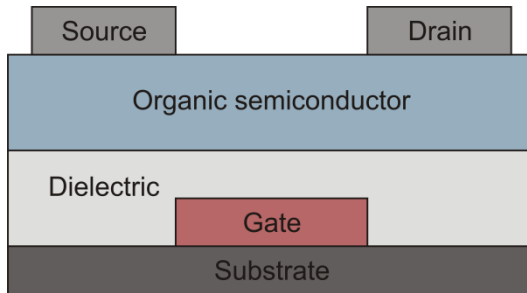 Source
Drain
Organic semiconductor
Dielectric
Gate
Substrate